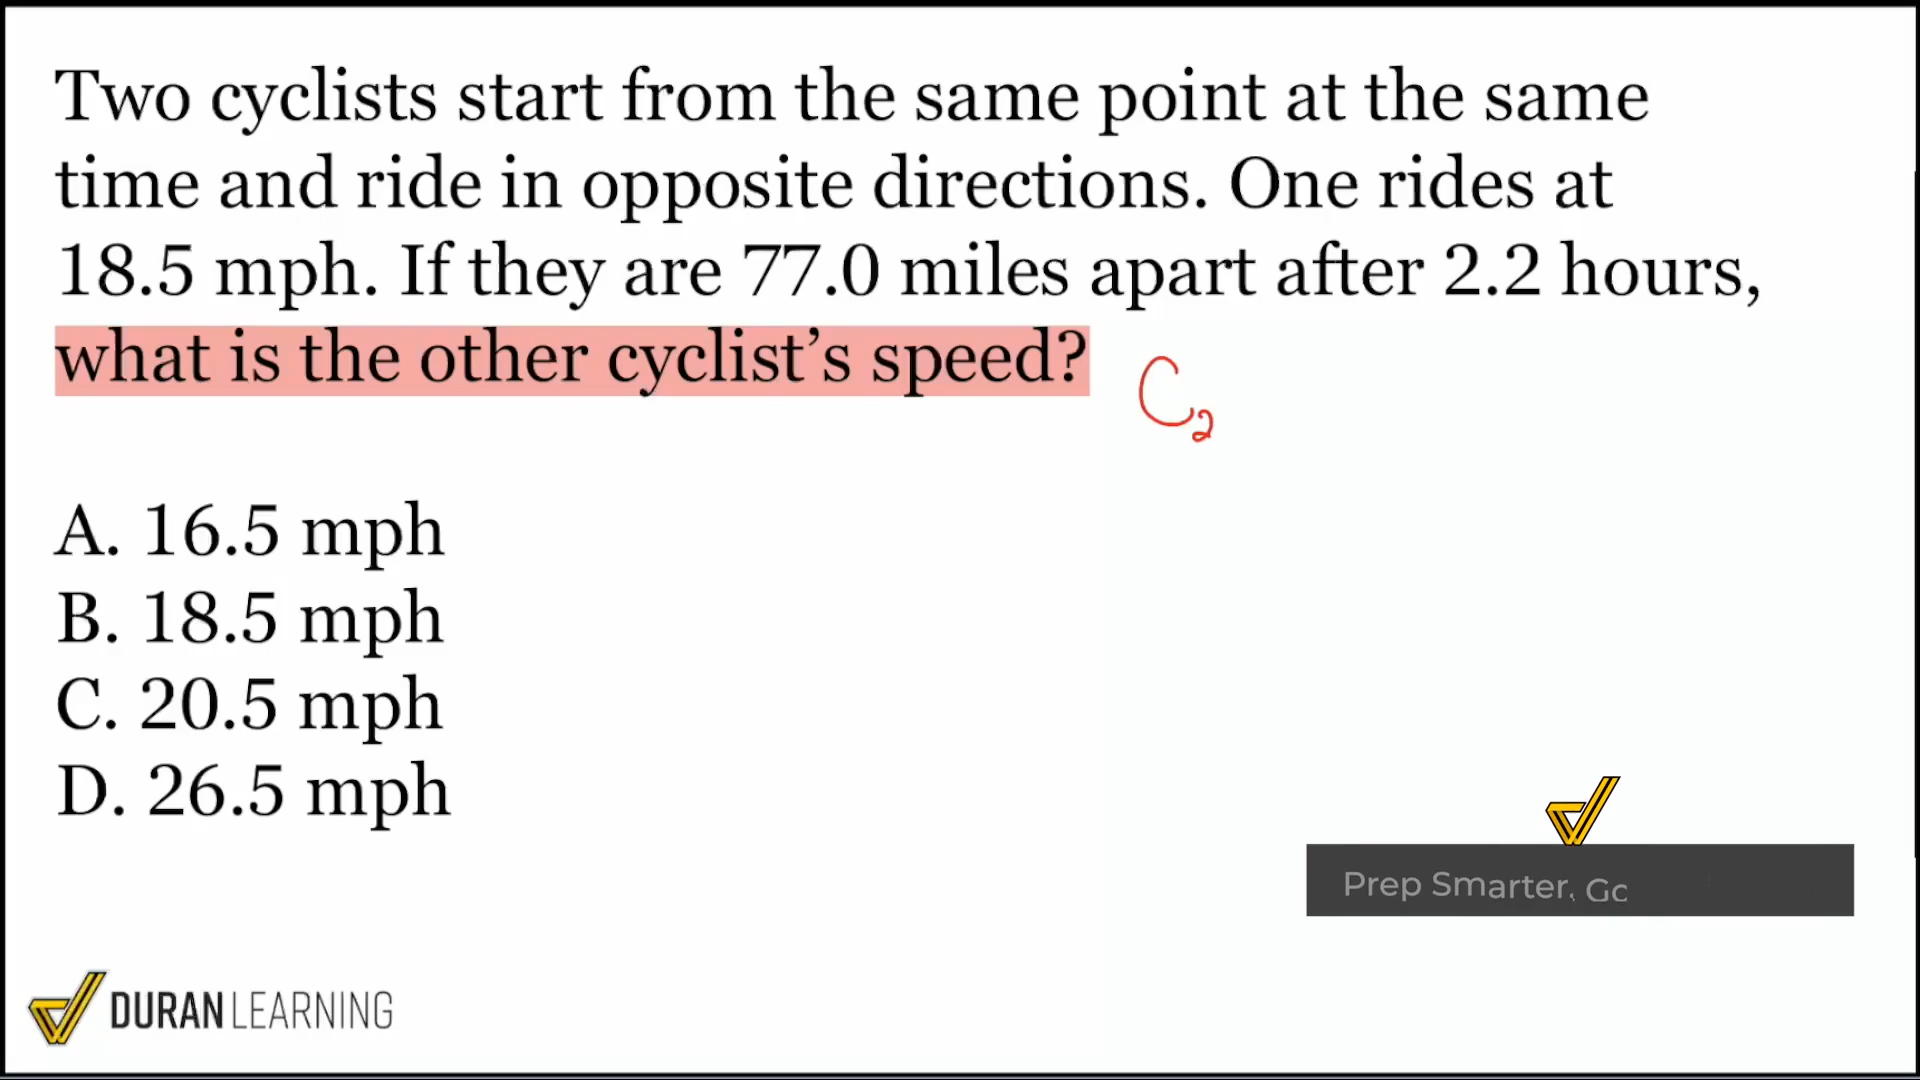 Two cyclists start from the same point at the same
time and ride in opposite directions. One rides at
18.5 mph. If they are 77.0 miles apart after 2.2 hours,
what is the other cyclist’s speed?
C₂
A. 16.5 mph
B. 18.5 mph
C. 20.5 mph
D. 26.5 mph
Prep Smarter. Go
DURAN LEARNING